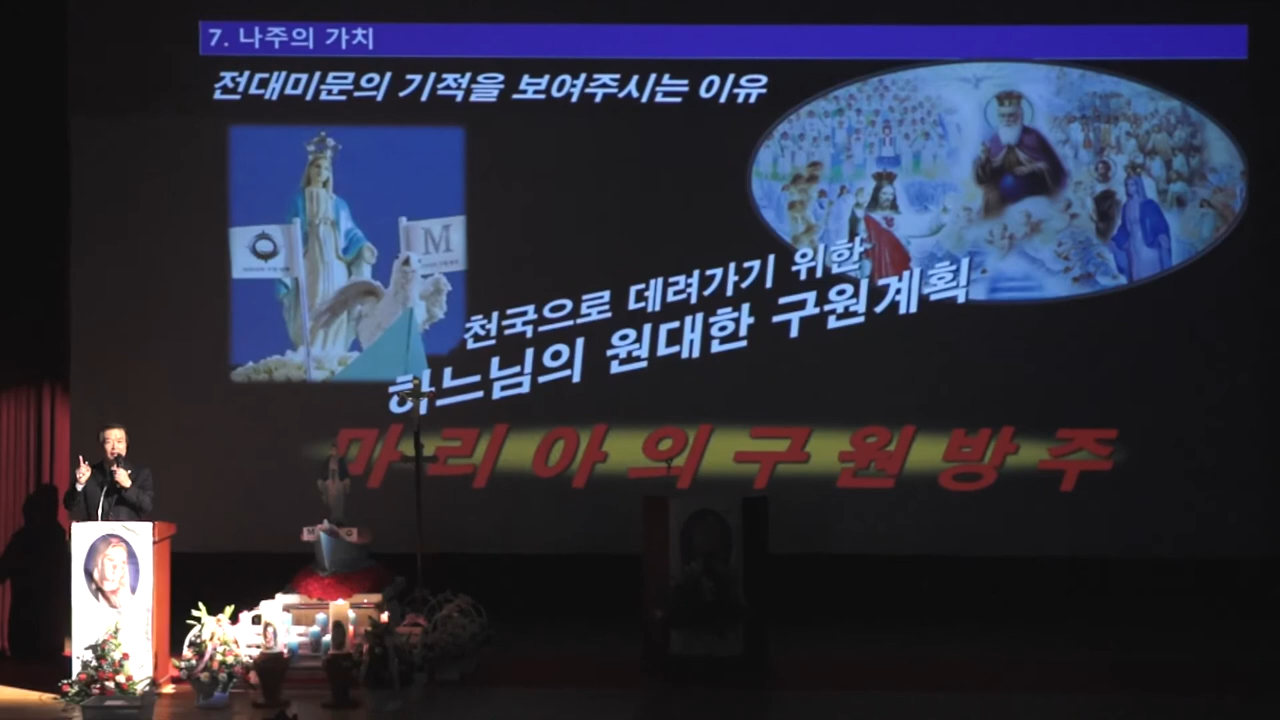 7. 나주의 가치
전대미문의 기적을 보여주시는 이유
M
천국으로 데려가기 위한
하느님의 원대한 구원계획
마리아의구원방주
M